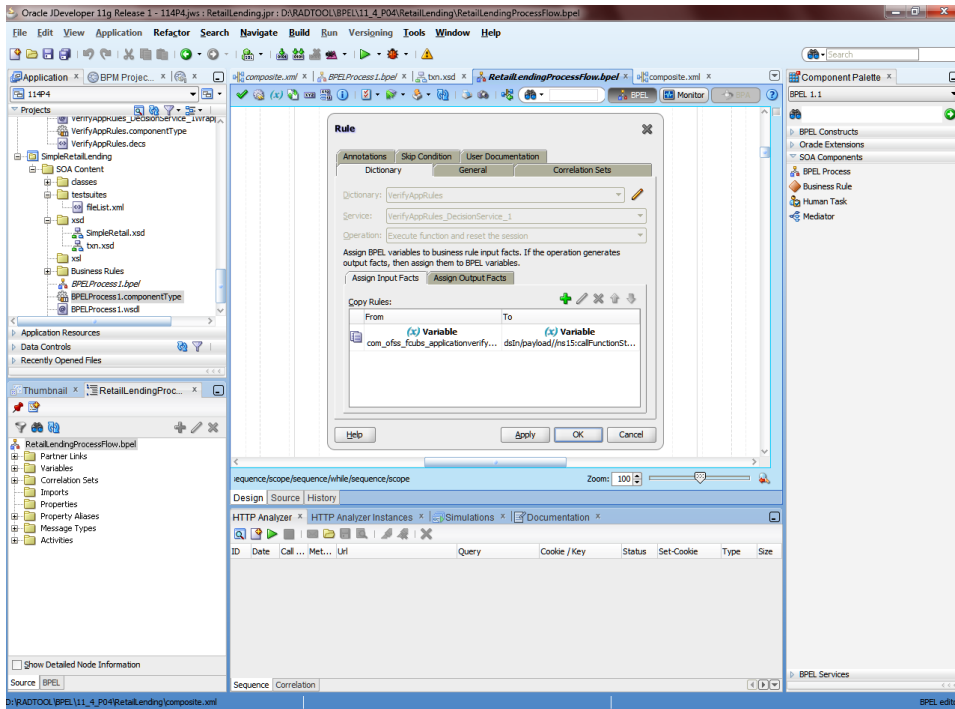 Oracle JDeveloper 11g Release 1 - 114P4.jws : RetailLending.jpr : D:\RADTOOL\BPEL\11_4_P04\RetailLending\RetailLendingProcessFlow.bpel
File Edit View Application Refactor Search Navigate Build Run Versioning Tools Window Help
Search
Application
BPM Projec...
114P4
Projects
VerifyAppRules_DecisionService_1Wrap
VerifyAppRules.componentType
VerifyAppRules.decs
SimpleRetailLending
SOA Content
classes
testsuites
fileList.xml
xsd
SimpleRetail.xsd
txn.xsd
xsl
Business Rules
BPELProcess1.bpel
BPELProcess1.componentType
BPELProcess1.wsdl
Application Resources
Data Controls
Recently Opened Files
Thumbnail
RetailLendingProc...
RetailLendingProcessFlow.bpel
Partner Links
Variables
Correlation Sets
Imports
Properties
Property Aliases
Message Types
Activities
Show Detailed Node Information
Source BPEL
composite.xml BPELProcess1.bpel txn.xsd RetailLendingProcessFlow.bpel composite.xml
BPEL Monitor
Rule
Annotations Skip Condition User Documentation
Dictionary General Correlation Sets
Dictionary: VerifyAppRules
Service: VerifyAppRules_DecisionService_1
Operation: Execute function and reset the session
Assign BPEL variables to business rule input facts. If the operation generates
output facts, then assign them to BPEL variables.
Assign Input Facts Assign Output Facts
Copy Rules:
From To
(x) Variable (x) Variable
com_ofss_fcubs_applicationverify... dsIn/payload//ns15:callFunctionSt...
Help Apply OK Cancel
sequence/scope/sequence/while/sequence/scope
Zoom: 100
Design Source History
HTTP Analyzer HTTP Analyzer Instances Simulations Documentation
ID Date Call ... Met... Url Query Cookie / Key Status Set-Cookie Type Size
Sequence Correlation
Component Palette
BPEL 1.1
BPEL Constructs
Oracle Extensions
SOA Components
BPEL Process
Business Rule
Human Task
Mediator
BPEL Services
D:\RADTOOL\BPEL\11_4_P04\RetailLending\composite.xml
BPEL edito